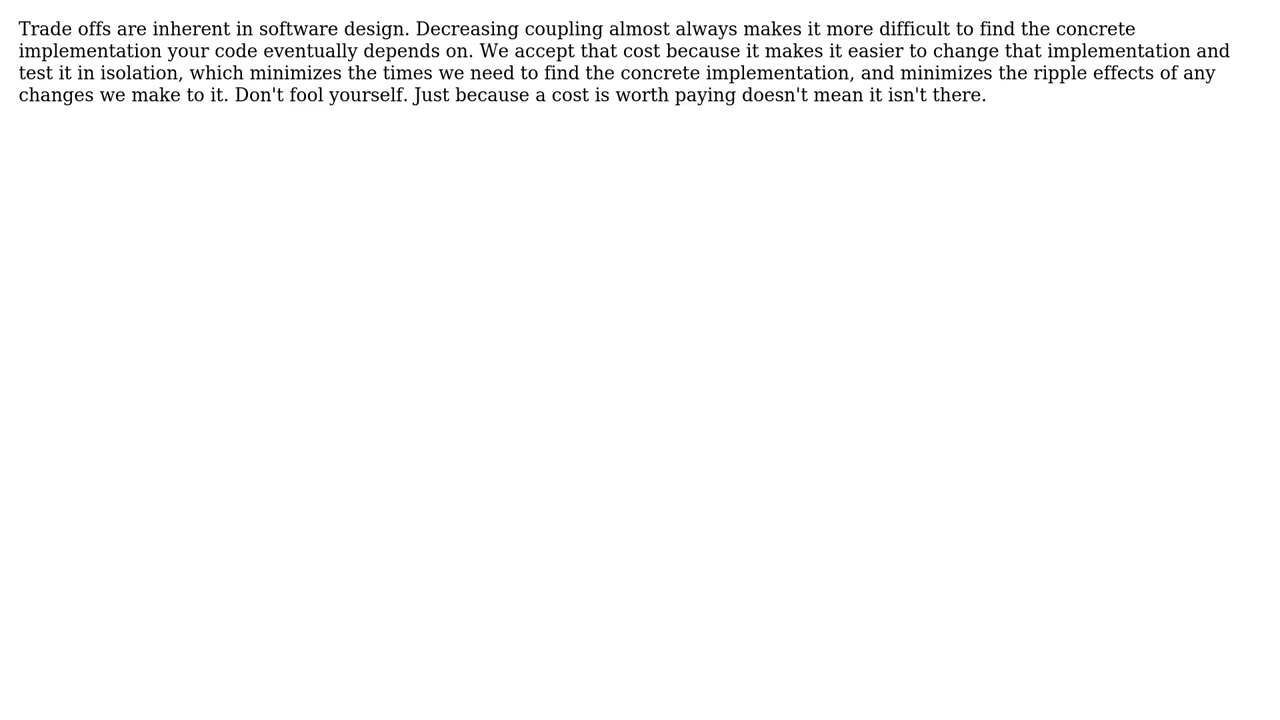 Trade offs are inherent in software design. Decreasing coupling almost always makes it more difficult to find the concrete
implementation your code eventually depends on. We accept that cost because it makes it easier to change that implementation and
test it in isolation, which minimizes the times we need to find the concrete implementation, and minimizes the ripple effects of any
changes we make to it. Don't fool yourself. Just because a cost is worth paying doesn't mean it isn't there.